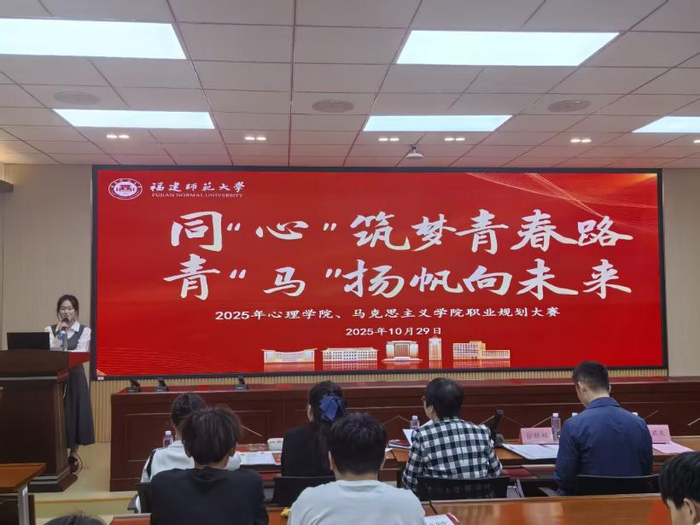 福建师范大学
FUJIAN NORMAL UNIVERSITY
同“心”筑梦青春路
青“马”扬帆向未来
2025年心理学院、马克思主义学院职业规划大赛
2025年10月29日